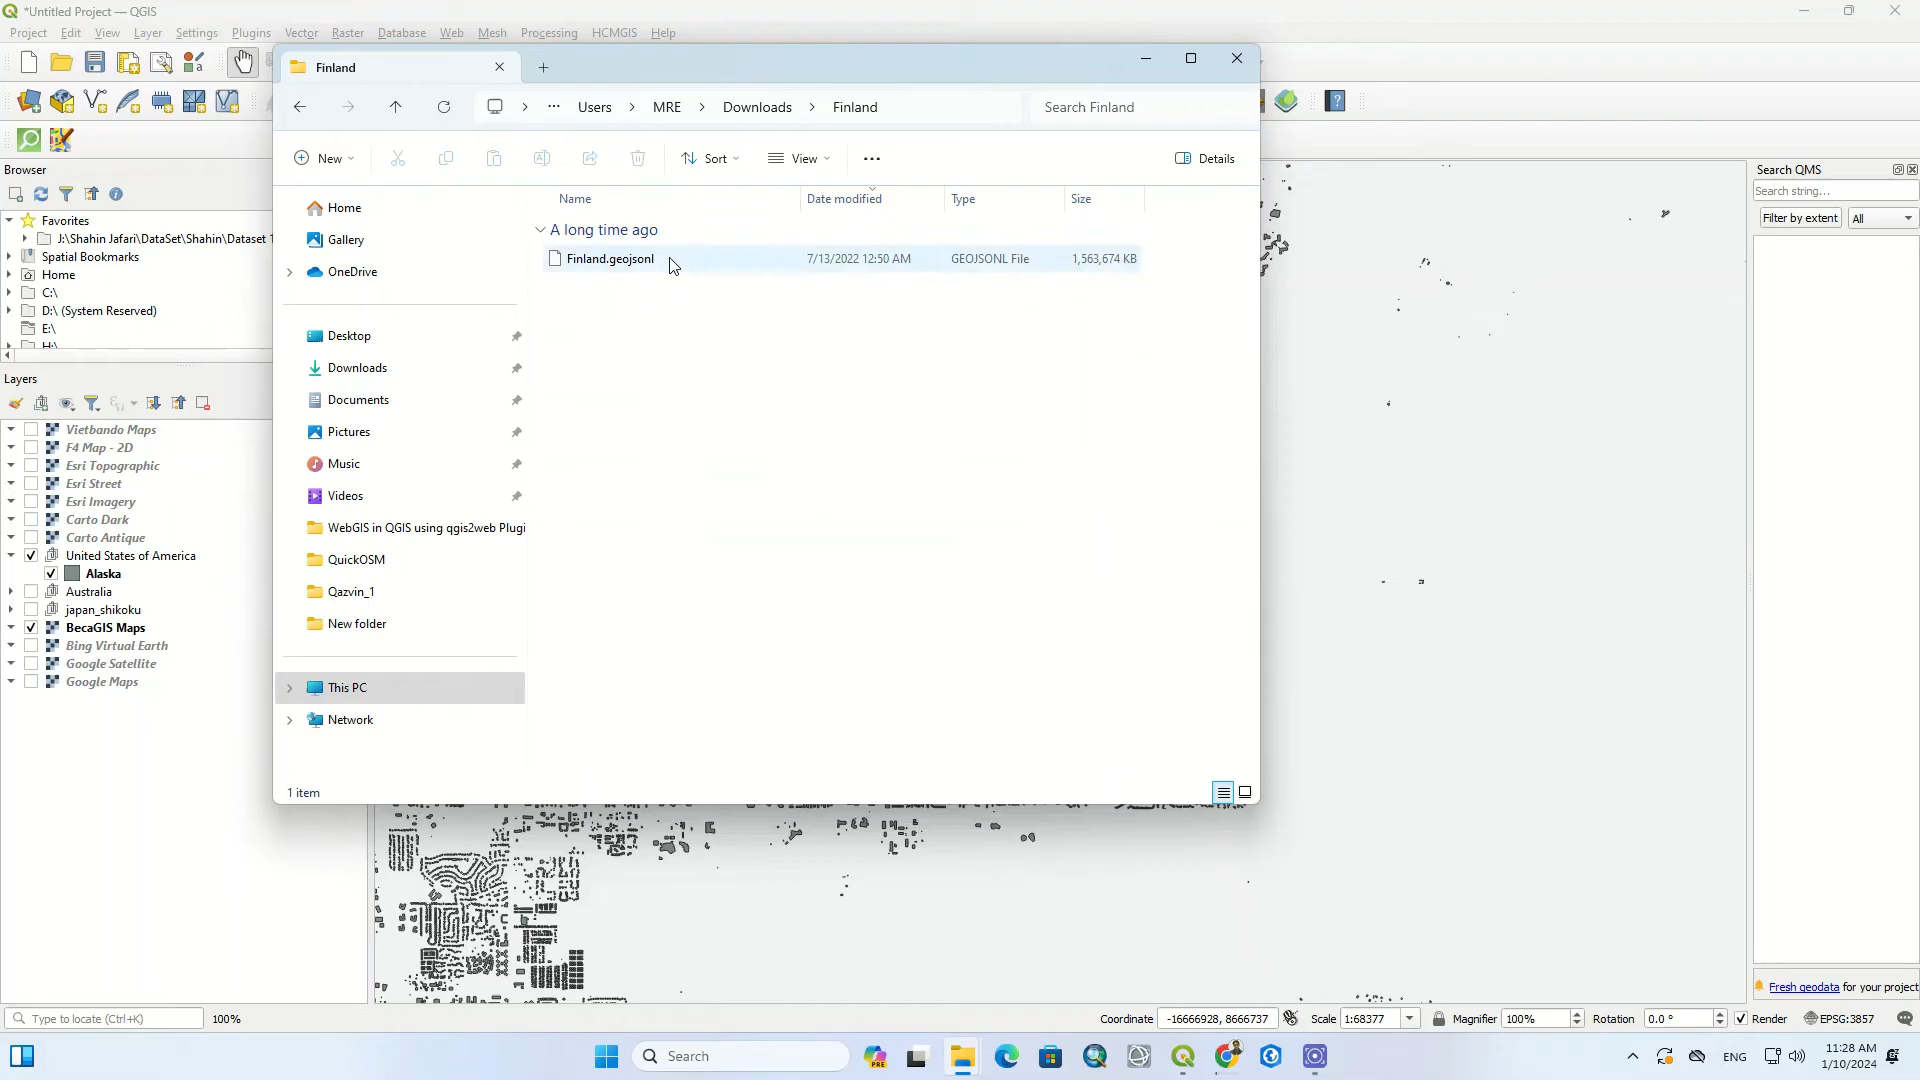 *Untitled Project — QGIS
Project Edit View Layer Settings Plugins Vector Raster Database Web Mesh Processing HCMGIS Help
Finland
Users MRE Downloads Finland
Search Finland
New Sort View Details
Name Date modified Type Size
A long time ago
Finland.geojsonl 7/13/2022 12:50 AM GEOJSONL File 1,563,674 KB
Home
Gallery
OneDrive
Desktop
Downloads
Documents
Pictures
Music
Videos
WebGIS in QGIS using qgis2web Plugi
QuickOSM
Qazvin_1
New folder
This PC
Network
1 item
Browser
Favorites
J:\Shahin Jafari\DataSet\Shahin\Dataset 1
Spatial Bookmarks
Home
C:\
D:\ (System Reserved)
E:\
H:\
Layers
Vietbando Maps
F4 Map - 2D
Esri Topographic
Esri Street
Esri Imagery
Carto Dark
Carto Antique
United States of America
Alaska
Australia
japan_shikoku
BecaGIS Maps
Bing Virtual Earth
Google Satellite
Google Maps
Search QMS
Search string...
Filter by extent All
Fresh geodata for your project
Type to locate (Ctrl+K) 100% Coordinate -16666928, 8666737 Scale 1:68377 Magnifier 100% Rotation 0.0 ° Render EPSG:3857
Search
PRE
ENG
11:28 AM
1/10/2024